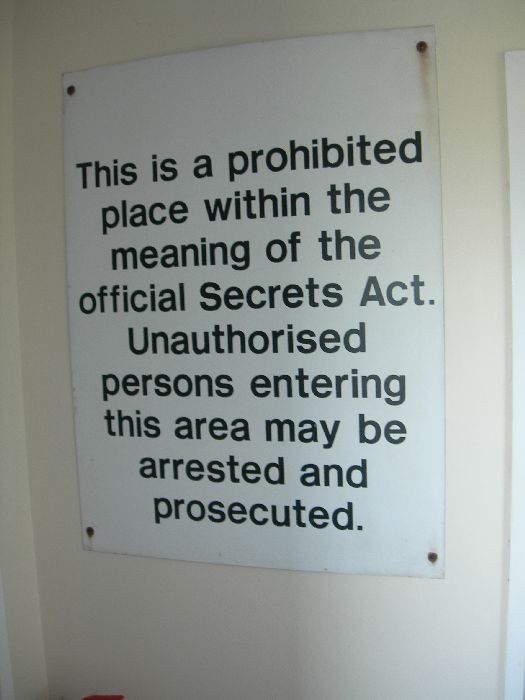 This is a prohibited
place within the
meaning of the
official Secrets Act.
Unauthorised
persons entering
this area may be
arrested and
prosecuted.